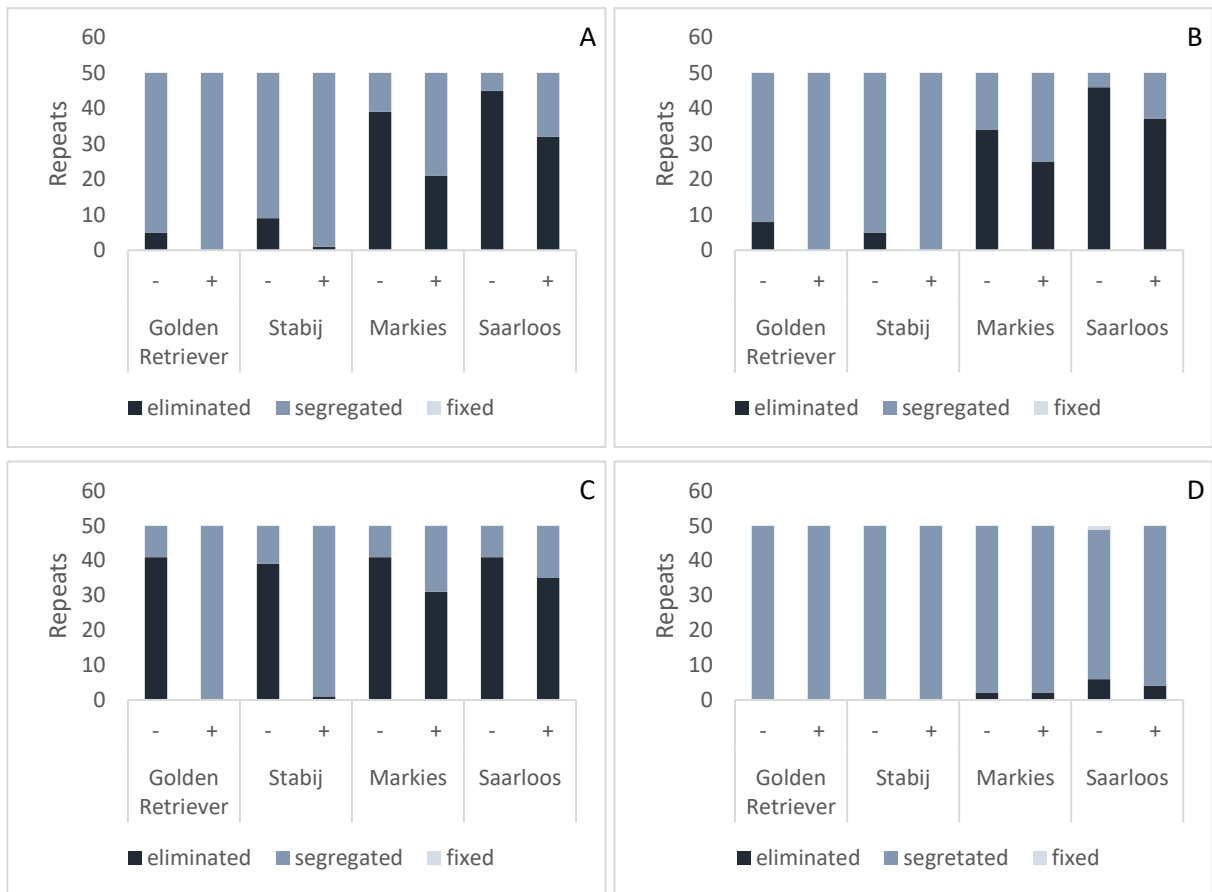 A
60
50
40
30
20
10
0
Repeats
- + - + - + - +
Golden Retriever Stabij Markies Saarloos
eliminated segregated fixed
B
60
50
40
30
20
10
0
Repeats
- + - + - + - +
Golden Retriever Stabij Markies Saarloos
eliminated segregated fixed
C
60
50
40
30
20
10
0
Repeats
- + - + - + - +
Golden Retriever Stabij Markies Saarloos
eliminated segregated fixed
D
60
50
40
30
20
10
0
Repeats
- + - + - + - +
Golden Retriever Stabij Markies Saarloos
eliminated segretated fixed